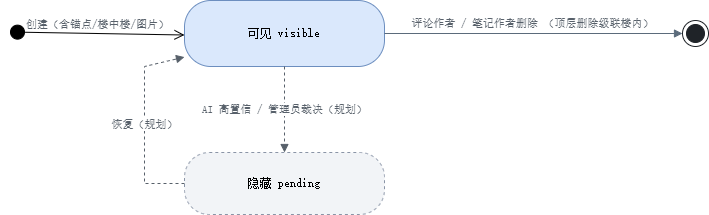 创建（含锚点/楼中楼/图片）
可见 visible
评论作者 / 笔记作者删除 （顶层删除级联楼内）
AI 高置信 / 管理员裁决（规划）
恢复（规划）
隐藏 pending